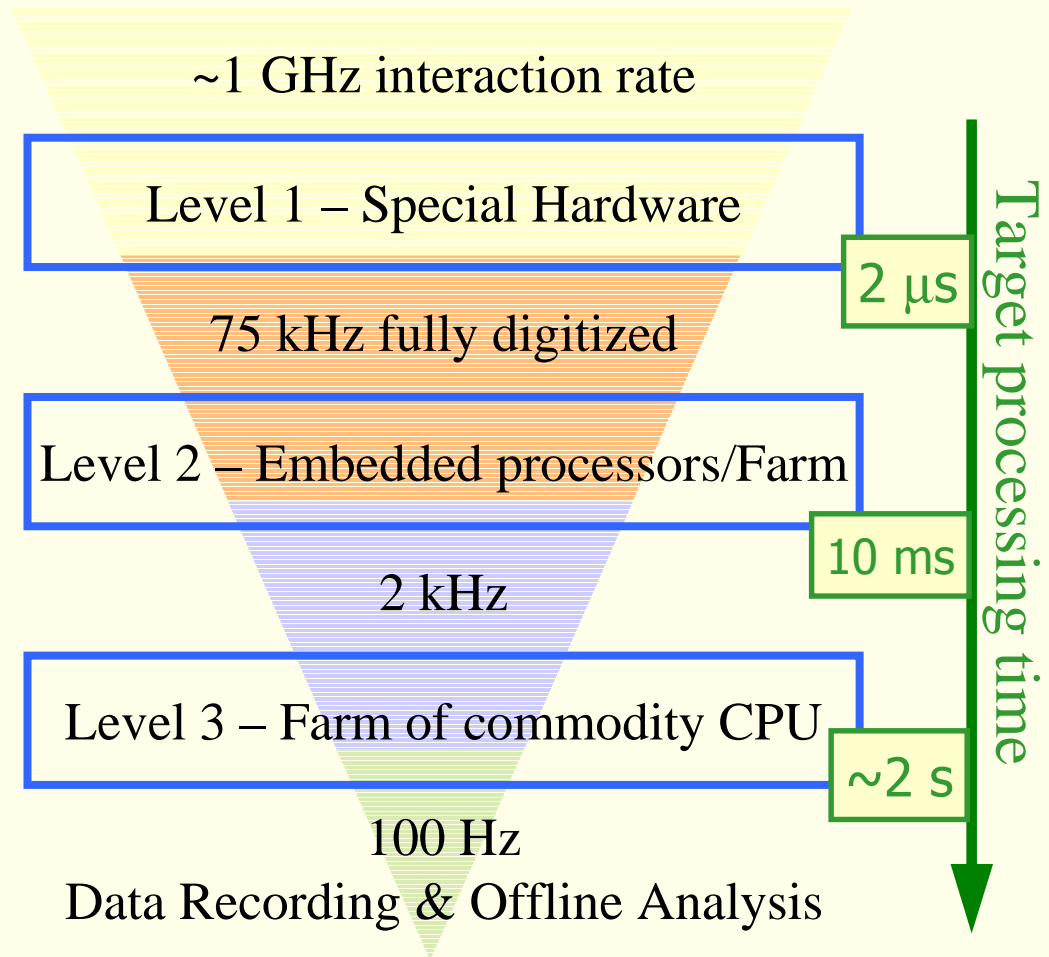 ~1 GHz interaction rate
Level 1 – Special Hardware
2 μs
75 kHz fully digitized
Level 2 – Embedded processors/Farm
10 ms
2 kHz
Level 3 – Farm of commodity CPU
~2 s
100 Hz
Data Recording & Offline Analysis
Target processing time